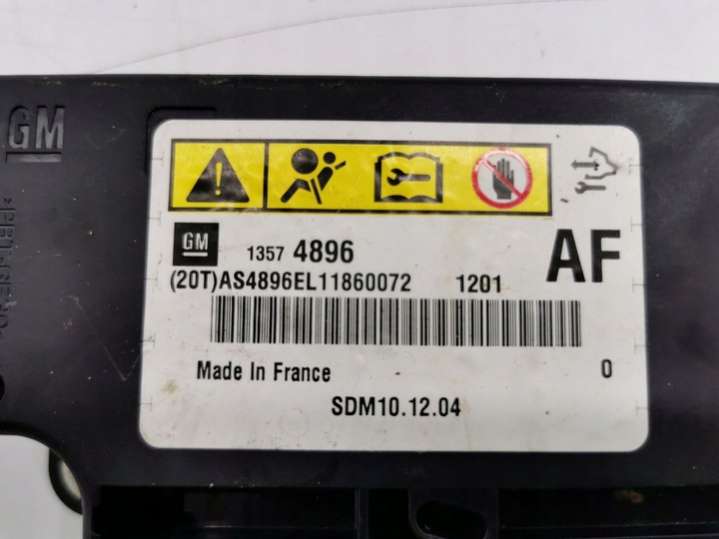 GM
GM 1357 4896 AF
(20T)AS4896EL11860072 1201
Made In France 0
SDM10.12.04